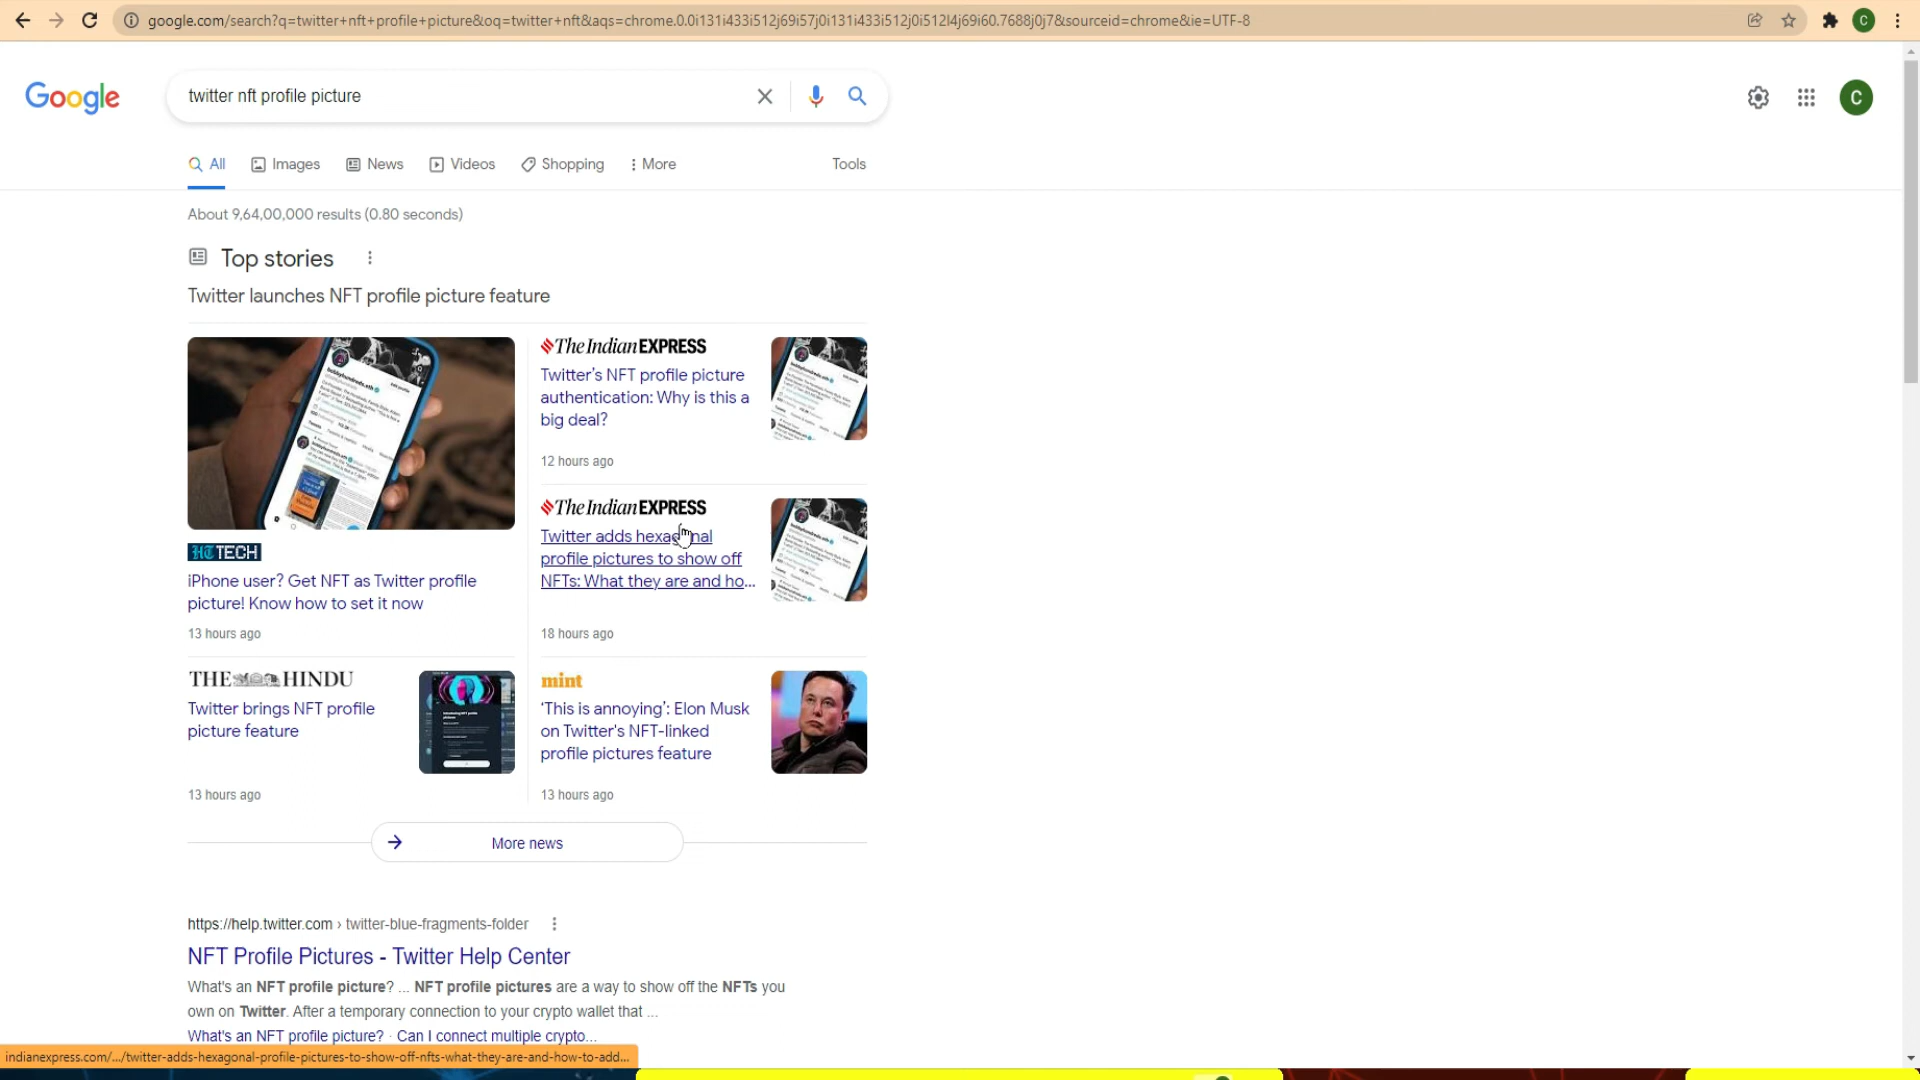 google.com/search?q=twitter+nft+profile+picture&oq=twitter+nft&aqs=chrome.0.0i131i433i512j69i57j0i131i433i512j0i512l4j69i60.7688j0j7&sourceid=chrome&ie=UTF-8
C
Google
twitter nft profile picture
C
All
Images
News
Videos
Shopping
More
Tools
About 9,64,00,000 results (0.80 seconds)
Top stories
Twitter launches NFT profile picture feature
HT TECH
iPhone user? Get NFT as Twitter profile
picture! Know how to set it now
13 hours ago
The Indian EXPRESS
Twitter's NFT profile picture
authentication: Why is this a
big deal?
12 hours ago
The Indian EXPRESS
Twitter adds hexagonal
profile pictures to show off
NFTs: What they are and ho...
18 hours ago
THE HINDU
Twitter brings NFT profile
picture feature
13 hours ago
mint
‘This is annoying’: Elon Musk
on Twitter's NFT-linked
profile pictures feature
13 hours ago
More news
https://help.twitter.com › twitter-blue-fragments-folder
NFT Profile Pictures - Twitter Help Center
What's an NFT profile picture? ... NFT profile pictures are a way to show off the NFTs you
own on Twitter. After a temporary connection to your crypto wallet that ...
What's an NFT profile picture? · Can I connect multiple crypto...
indianexpress.com/.../twitter-adds-hexagonal-profile-pictures-to-show-off-nfts-what-they-are-and-how-to-add...